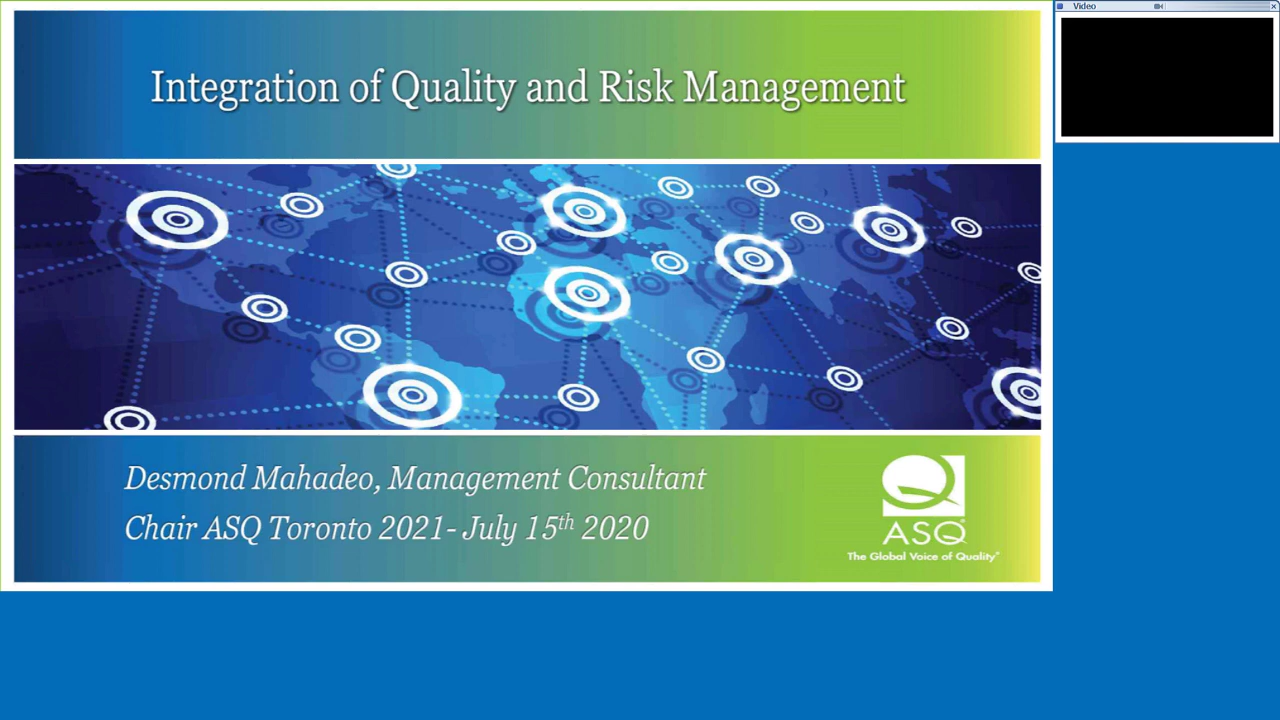 Integration of Quality and Risk Management
Video
Desmond Mahadeo, Management Consultant
Chair ASQ Toronto 2021- July 15th 2020
ASQ®
The Global Voice of Quality™